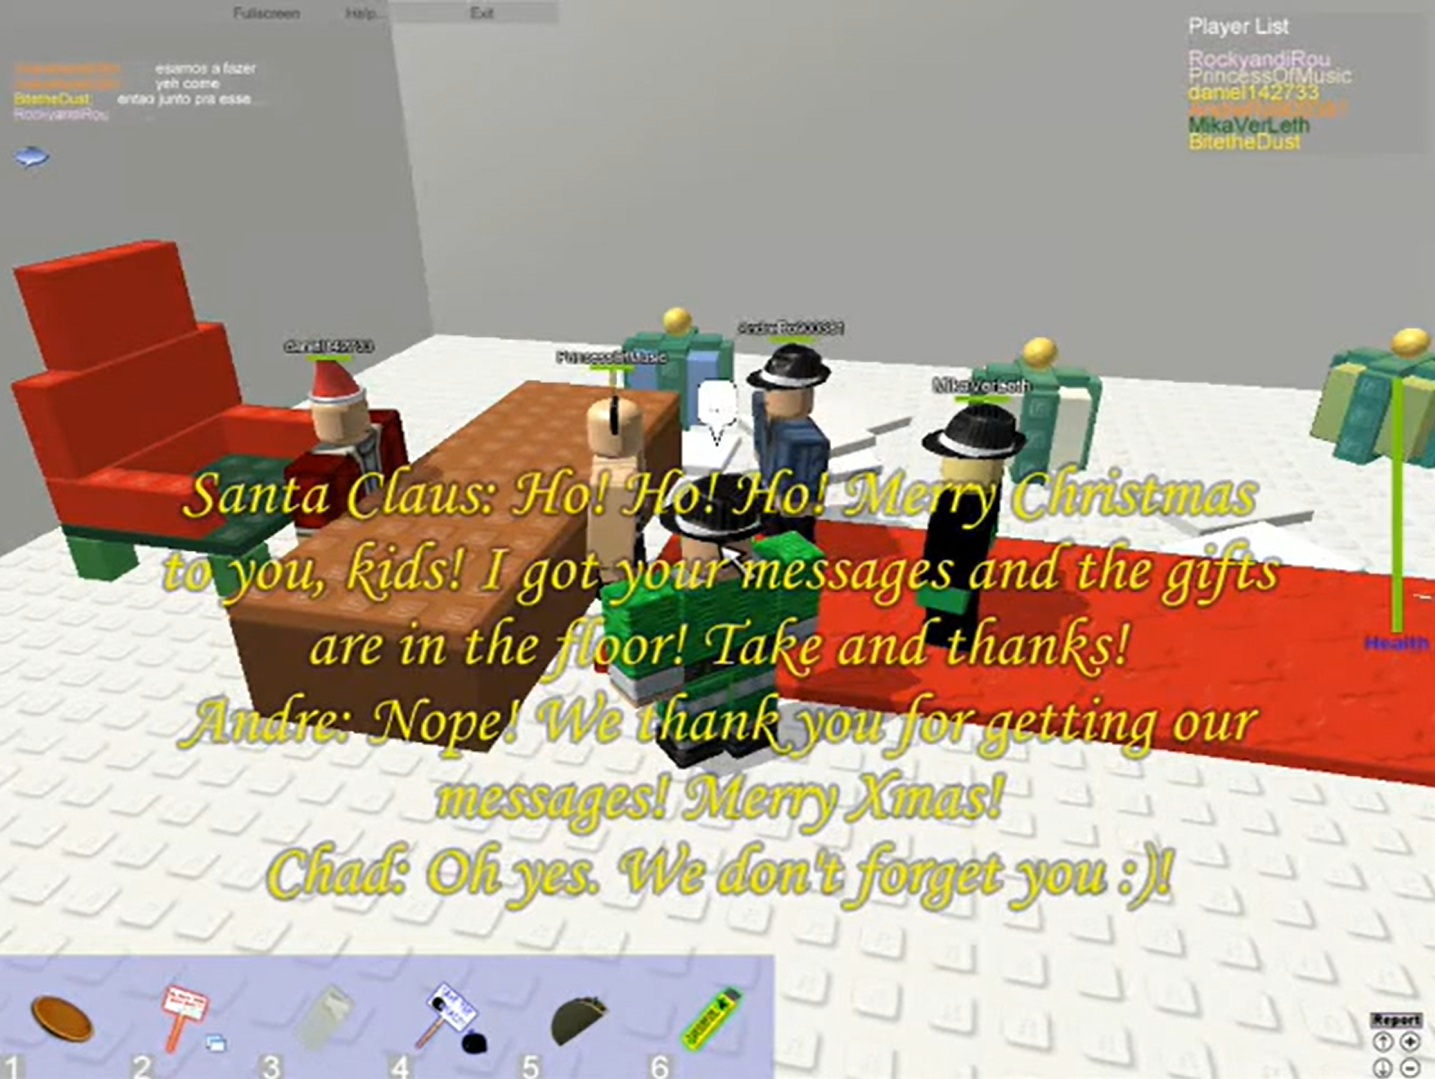 Fullscreen Help... Exit
Player List
RockyandiRou
PrincessOfMusic
daniel142733
MikaVerLeth
BitetheDust
esamos a fazer
yeh come
BitetheDust: entao junto pra esse...
RockyandiRou:
daniel142733
PrincessOfMusic
MikaVerLeth
Santa Claus: Ho! Ho! Ho! Merry Christmas
to you, kids! I got your messages and the gifts
are in the floor! Take and thanks!
Andre: Nope! We thank you for getting our
messages! Merry Xmas!
Chad: Oh yes. We don't forget you :)!
Health
1 2 3 4 5 6
Report